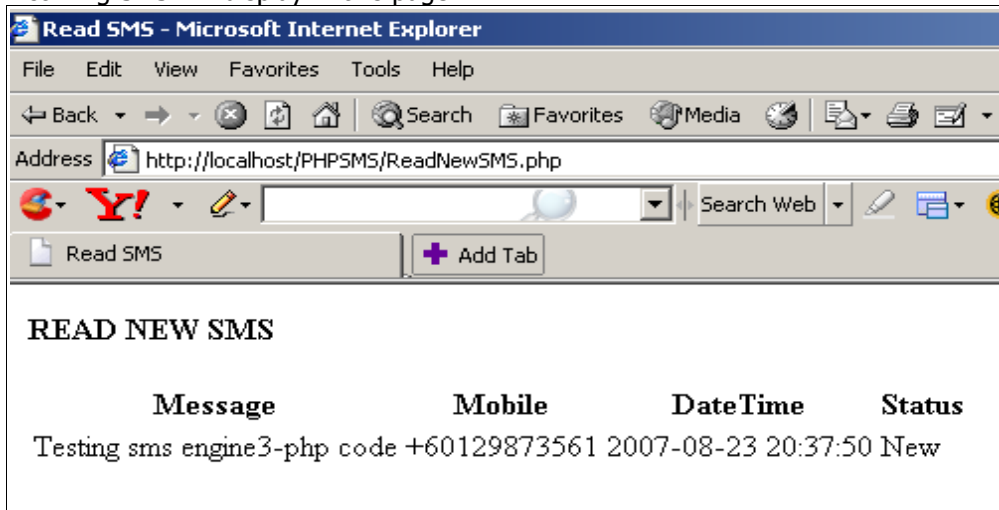 Read SMS - Microsoft Internet Explorer
File Edit View Favorites Tools Help
Back Search Favorites Media
Address http://localhost/PHPSMS/ReadNewSMS.php
Y! Search Web
Read SMS Add Tab
READ NEW SMS
Message Mobile DateTime Status
Testing sms engine3-php code +60129873561 2007-08-23 20:37:50 New